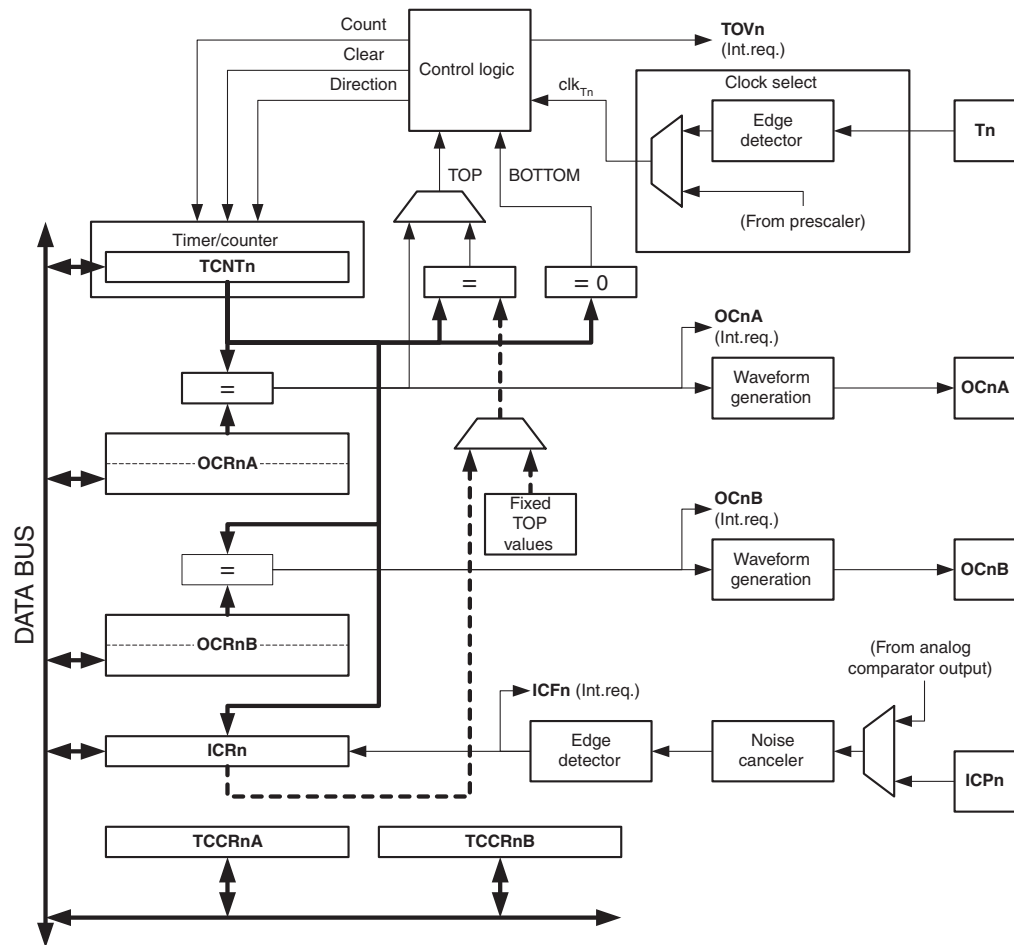 Count
TOVn
(Int.req.)
Clear
Control logic
Clock select
Direction
clkTn
Edge
detector
Tn
TOP
BOTTOM
(From prescaler)
Timer/counter
TCNTn
=
= 0
OCnA
(Int.req.)
=
Waveform
generation
OCnA
OCRnA
Fixed
TOP
values
OCnB
(Int.req.)
=
Waveform
generation
OCnB
DATA BUS
OCRnB
(From analog
comparator output)
ICFn (Int.req.)
ICRn
Edge
detector
Noise
canceler
ICPn
TCCRnA
TCCRnB